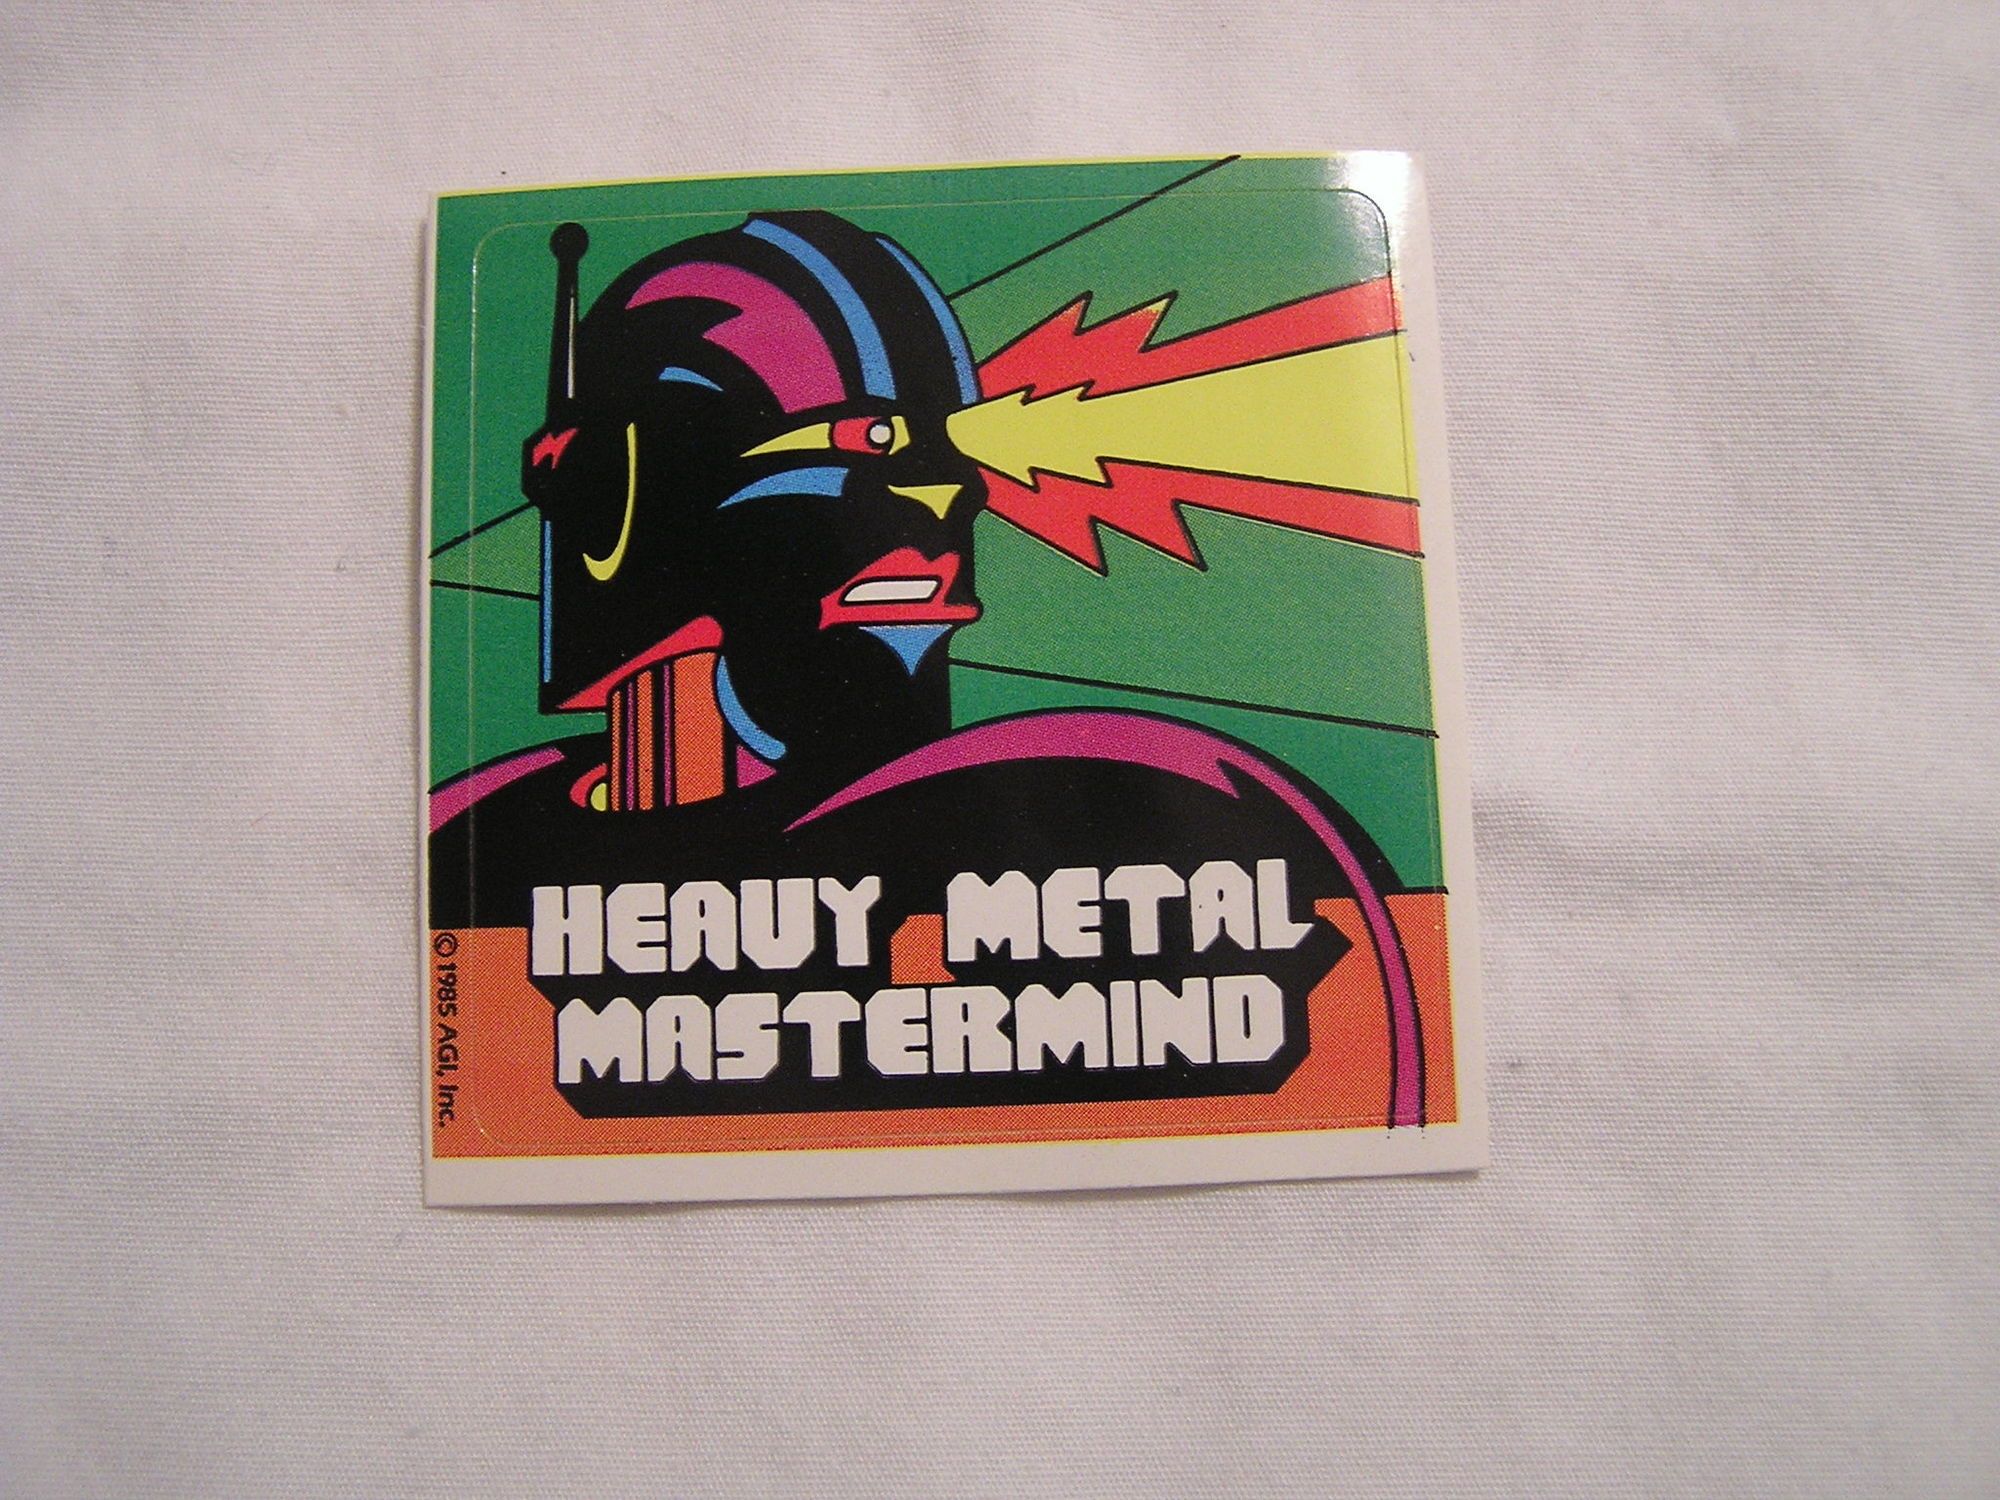 HEAVY METAL
MASTERMIND
© 1985 AGI, Inc.